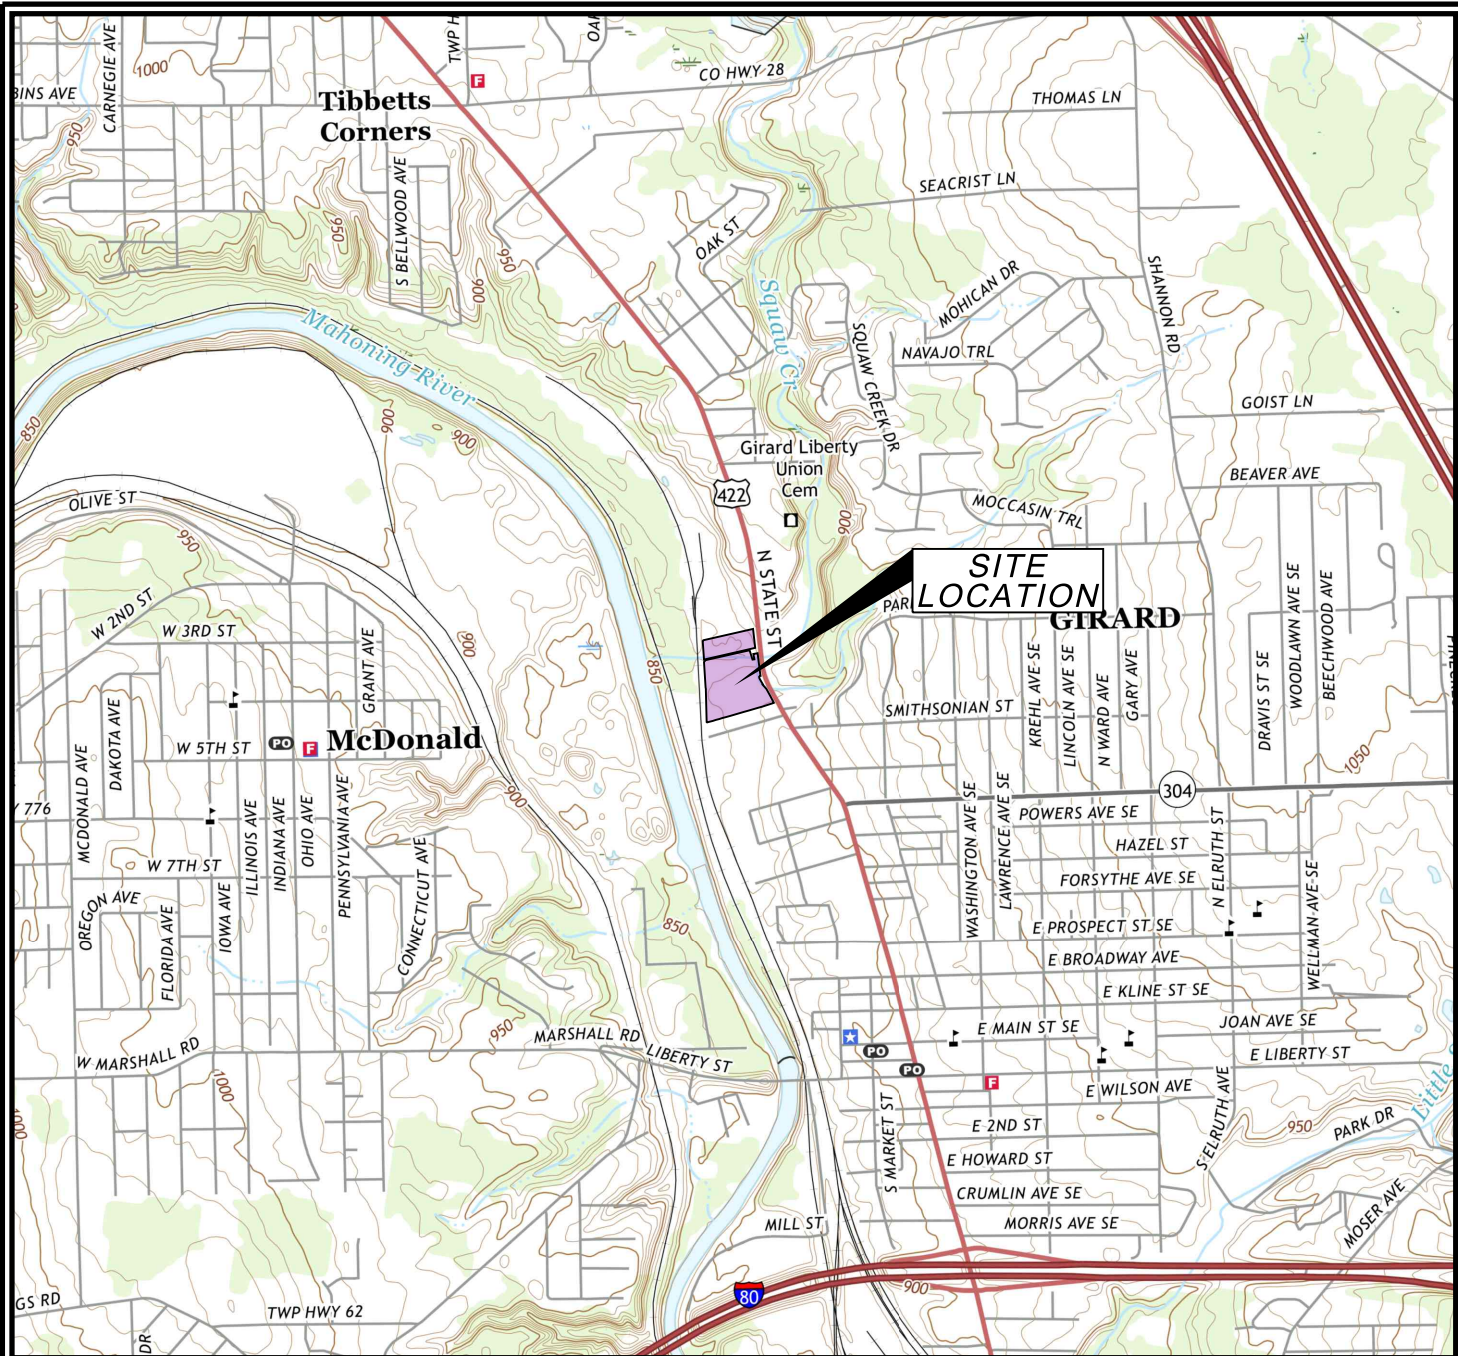 CARNEGIE AVE
1000
TWP H
CO HWY 28
BINS AVE
Tibbetts
Corners
THOMAS LN
950
S BELLWOOD AVE
SEACRIST LN
950
OAK ST
950
900
SHANNON RD
MOHICAN DR
Squaw Cr
Mahoning River
SQUAW CREEK DR
NAVAJO TRL
GOIST LN
850
900
900
Girard Liberty
Union
Cem
BEAVER AVE
422
OLIVE ST
MOCCASIN TRL
900
950
N STATE ST
SITE
LOCATION
WOODLAWN AVE SE
BEECHWOOD AVE
W 2ND ST
PAR
GIRARD
W 3RD ST
900
GRANT AVE
850
KREHL AVE SE
LINCOLN AVE SE
N WARD AVE
GARY AVE
DRAVIS ST SE
DAKOTA AVE
SMITHSONIAN ST
MCDONALD AVE
W 5TH ST
PO
F
McDonald
1050
900
304
Y 776
ILLINOIS AVE
INDIANA AVE
OHIO AVE
PENNSYLVANIA AVE
WASHINGTON AVE SE
LAWRENCE AVE SE
POWERS AVE SE
HAZEL ST
N ELRUTH ST
W 7TH ST
CONNECTICUT AVE
FORSYTHE AVE SE
OREGON AVE
FLORIDA AVE
IOWA AVE
850
E PROSPECT ST SE
WELLMAN AVE SE
E BROADWAY AVE
E KLINE ST SE
950
MARSHALL RD
E MAIN ST SE
JOAN AVE SE
W MARSHALL RD
LIBERTY ST
PO
E LIBERTY ST
PO
F
1000
E WILSON AVE
S ELRUTH AVE
Little
1000
S MARKET ST
E 2ND ST
950
PARK DR
E HOWARD ST
CRUMLIN AVE SE
MOSER AVE
MILL ST
MORRIS AVE SE
900
80
GS RD
TWP HWY 62
DR
F
OAK